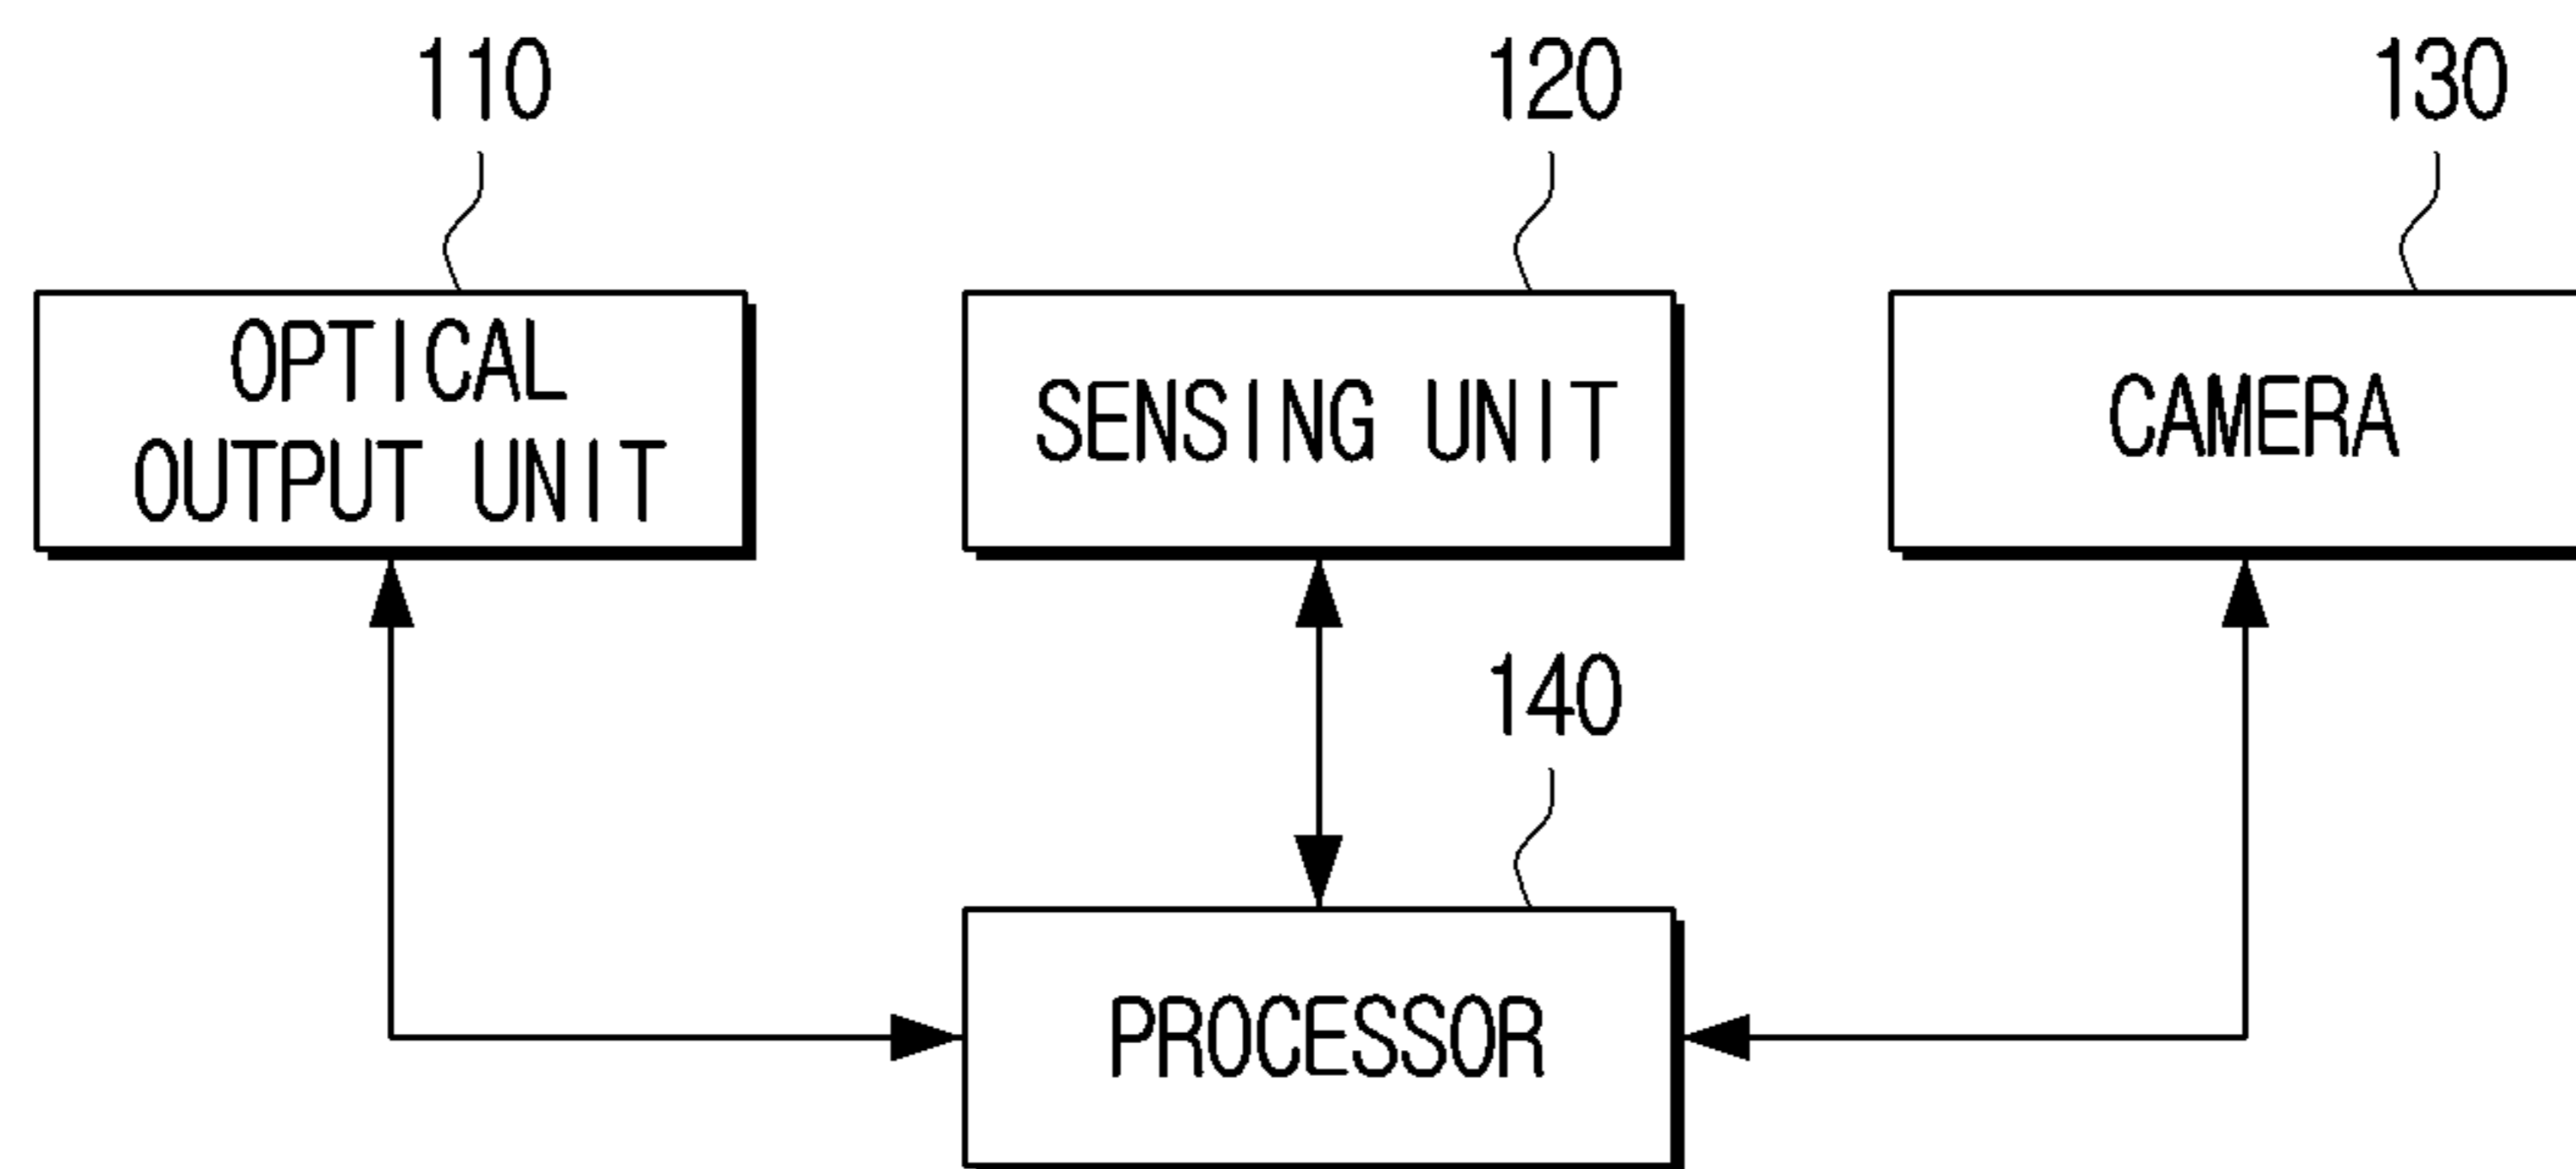 110
120
130
OPTICAL
OUTPUT UNIT
SENSING UNIT
CAMERA
140
PROCESSOR